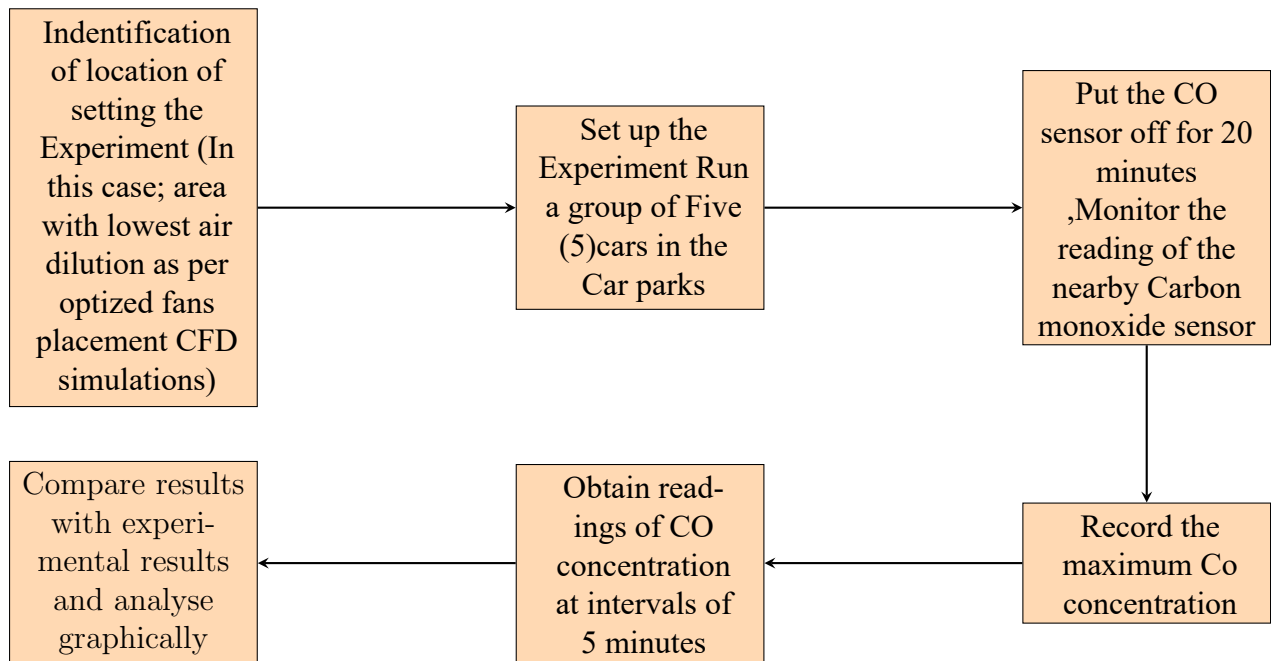 Indentification
of location of
setting the
Experiment (In
this case; area
with lowest air
dilution as per
optized fans
placement CFD
simulations)
Set up the
Experiment Run
a group of Five
(5)cars in the
Car parks
Put the CO
sensor off for 20
minutes
,Monitor the
reading of the
nearby Carbon
monoxide sensor
Record the
maximum Co
concentration
Obtain read-
ings of CO
concentration
at intervals of
5 minutes
Compare results
with experi-
mental results
and analyse
graphically